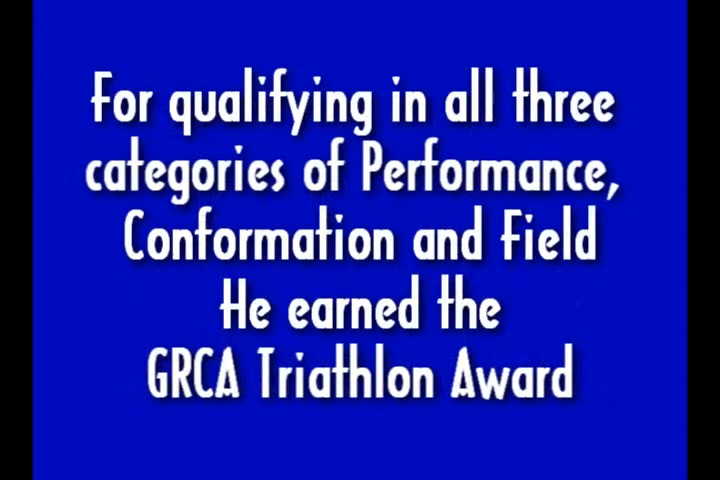 For qualifying in all three
categories of Performance,
Conformation and Field
He earned the
GRCA Triathlon Award